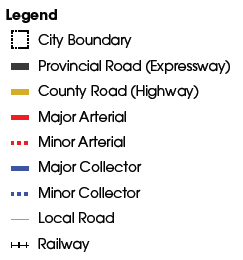 Legend
City Boundary
Provincial Road (Expressway)
County Road (Highway)
Major Arterial
Minor Arterial
Major Collector
Minor Collector
Local Road
Railway